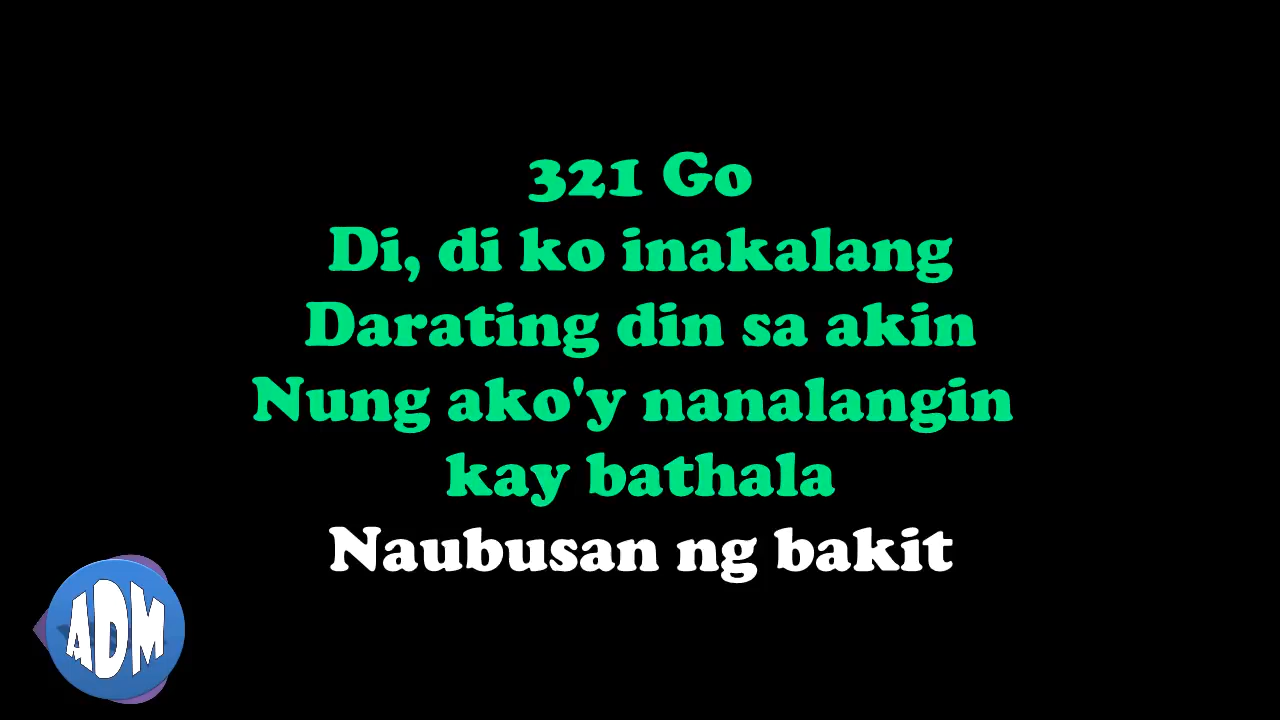 321 Go
Di, di ko inakalang
Darating din sa akin
Nung ako'y nanalangin
kay bathala
Naubusan ng bakit
ADM